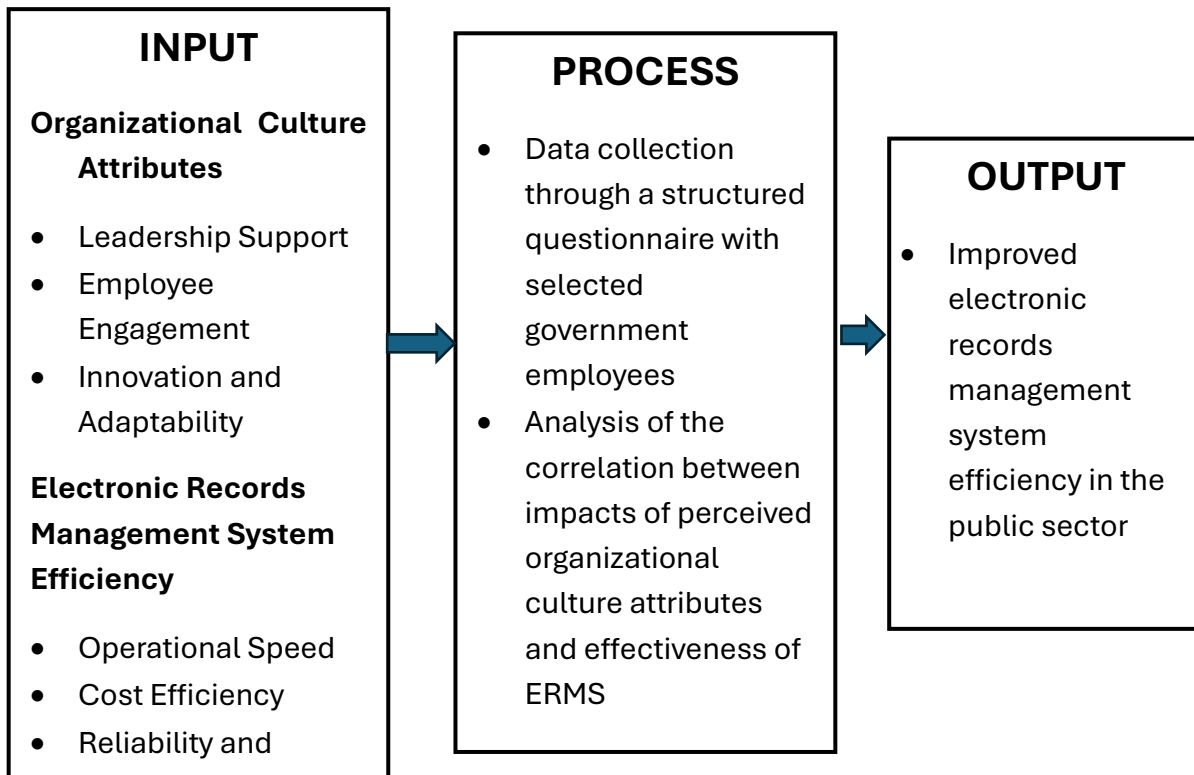 INPUT
Organizational Culture
Attributes
• Leadership Support
• Employee
Engagement
• Innovation and
Adaptability
Electronic Records
Management System
Efficiency
• Operational Speed
• Cost Efficiency
• Reliability and
PROCESS
• Data collection
through a structured
questionnaire with
selected
government
employees
• Analysis of the
correlation between
impacts of perceived
organizational
culture attributes
and effectiveness of
ERMS
OUTPUT
• Improved
electronic
records
management
system
efficiency in the
public sector